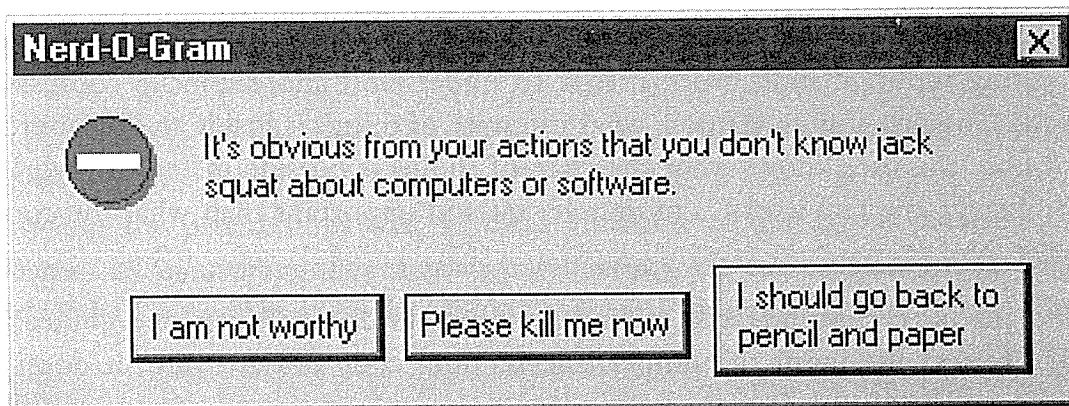 Nerd-O-Gram
It's obvious from your actions that you don't know jack
squat about computers or software.
I am not worthy
Please kill me now
I should go back to
pencil and paper